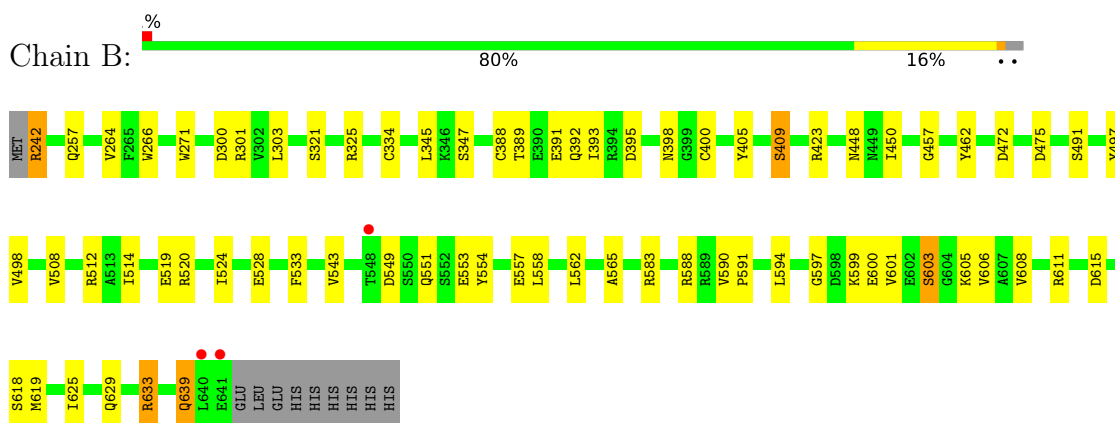 .%
Chain B:
80% 16% • •
MET R242 Q257 V264 F265 W266 W271 D300 R301 V302 L303 S321 R325 C334 L345 K346 S347 C388 T389 E390 E391 Q392 I393 R394 D395 N398 G399 C400 Y405 S409 R423 N448 N449 I450 G457 Y462 D472 D475 S491 Y497
V498 V508 R512 A513 I514 E519 R520 I524 E528 F533 V543 T548 D549 S550 Q551 S552 E553 Y554 E557 L558 L562 A565 R583 R588 R589 V590 P591 L594 G597 D598 K599 E600 V601 E602 S603 G604 K605 V606 A607 V608 R611 D615
S618 M619 I625 Q629 R633 Q639 L640 E641 GLU LEU GLU HIS HIS HIS HIS HIS HIS